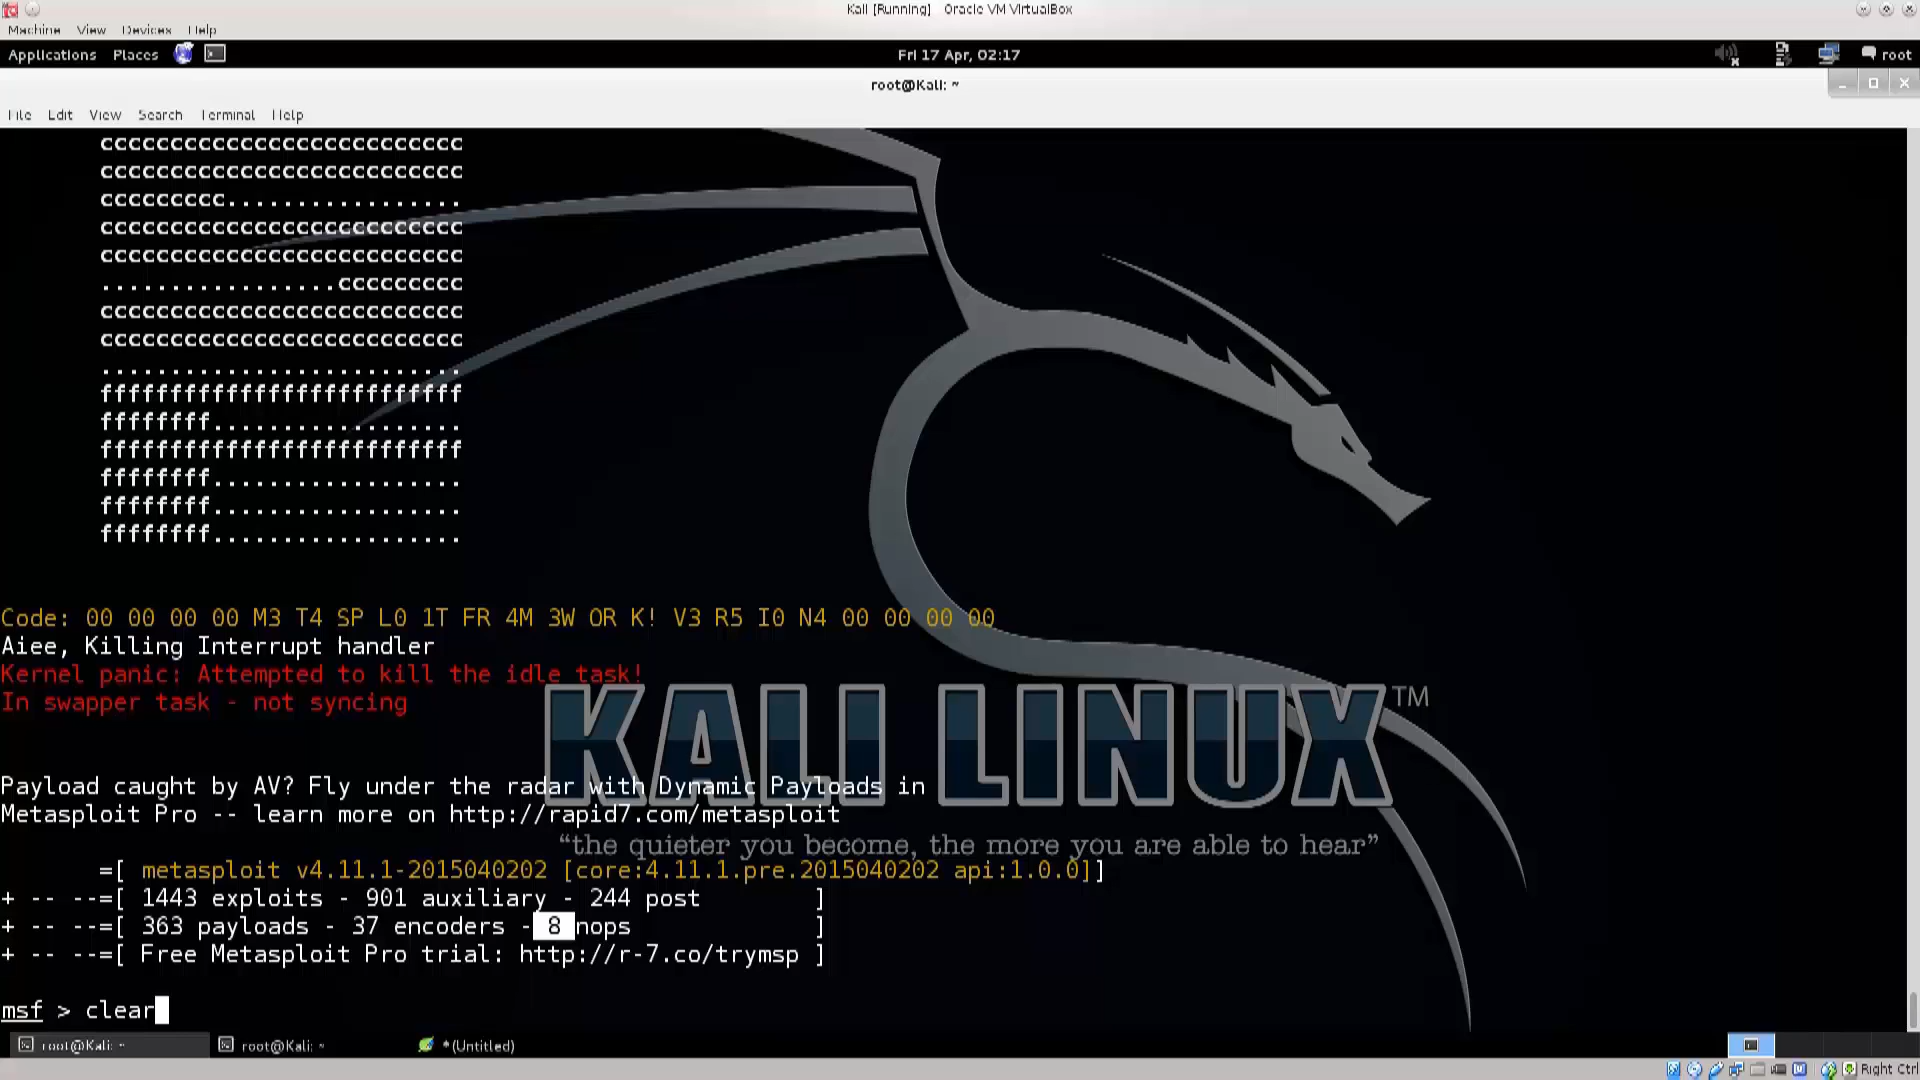 Kali [Running] Oracle VM VirtualBox
Machine View Devices Help
Applications Places Fri 17 Apr, 02:17 root
root@Kali: ~
File Edit View Search Terminal Help
cccccccccccccccccccccccccc
cccccccccccccccccccccccccc
ccccccccc.................
cccccccccccccccccccccccccc
cccccccccccccccccccccccccc
.................ccccccccc
cccccccccccccccccccccccccc
cccccccccccccccccccccccccc
..........................
ffffffffffffffffffffffffff
ffffffff..................
ffffffffffffffffffffffffff
ffffffff..................
ffffffff..................
ffffffff..................
Code: 00 00 00 00 M3 T4 SP L0 1T FR 4M 3W OR K! V3 R5 I0 N4 00 00 00 00
Aiee, Killing Interrupt handler
Kernel panic: Attempted to kill the idle task!
In swapper task - not syncing
KALI LINUX TM
Payload caught by AV? Fly under the radar with Dynamic Payloads in
Metasploit Pro -- learn more on http://rapid7.com/metasploit
“the quieter you become, the more you are able to hear”
=[ metasploit v4.11.1-2015040202 [core:4.11.1.pre.2015040202 api:1.0.0]]
+ -- --=[ 1443 exploits - 901 auxiliary - 244 post ]
+ -- --=[ 363 payloads - 37 encoders - 8 nops ]
+ -- --=[ Free Metasploit Pro trial: http://r-7.co/trymsp ]
msf > clear
root@Kali: ~ root@Kali: ~ *(Untitled)
Right Ctrl